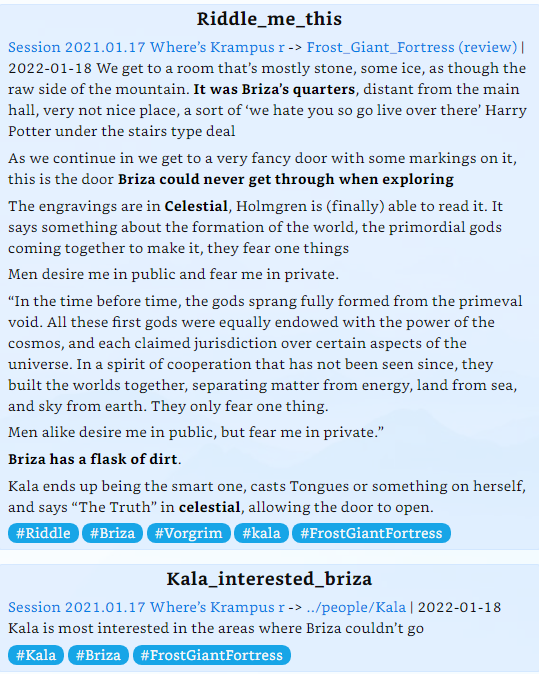 Riddle_me_this
Session 2021.01.17 Where’s Krampus r -> Frost_Giant_Fortress (review) |
2022-01-18 We get to a room that’s mostly stone, some ice, as though the
raw side of the mountain. It was Briza’s quarters, distant from the main
hall, very not nice place, a sort of ‘we hate you so go live over there’ Harry
Potter under the stairs type deal
As we continue in we get to a very fancy door with some markings on it,
this is the door Briza could never get through when exploring
The engravings are in Celestial, Holmgren is (finally) able to read it. It
says something about the formation of the world, the primordial gods
coming together to make it, they fear one things
Men desire me in public and fear me in private.
“In the time before time, the gods sprang fully formed from the primeval
void. All these first gods were equally endowed with the power of the
cosmos, and each claimed jurisdiction over certain aspects of the
universe. In a spirit of cooperation that has not been seen since, they
built the worlds together, separating matter from energy, land from sea,
and sky from earth. They only fear one thing.
Men alike desire me in public, but fear me in private.”
Briza has a flask of dirt.
Kala ends up being the smart one, casts Tongues or something on herself,
and says “The Truth” in celestial, allowing the door to open.
#Riddle #Briza #Vorgrim #kala #FrostGiantFortress
Kala_interested_briza
Session 2021.01.17 Where’s Krampus r -> ../people/Kala | 2022-01-18
Kala is most interested in the areas where Briza couldn’t go
#Kala #Briza #FrostGiantFortress